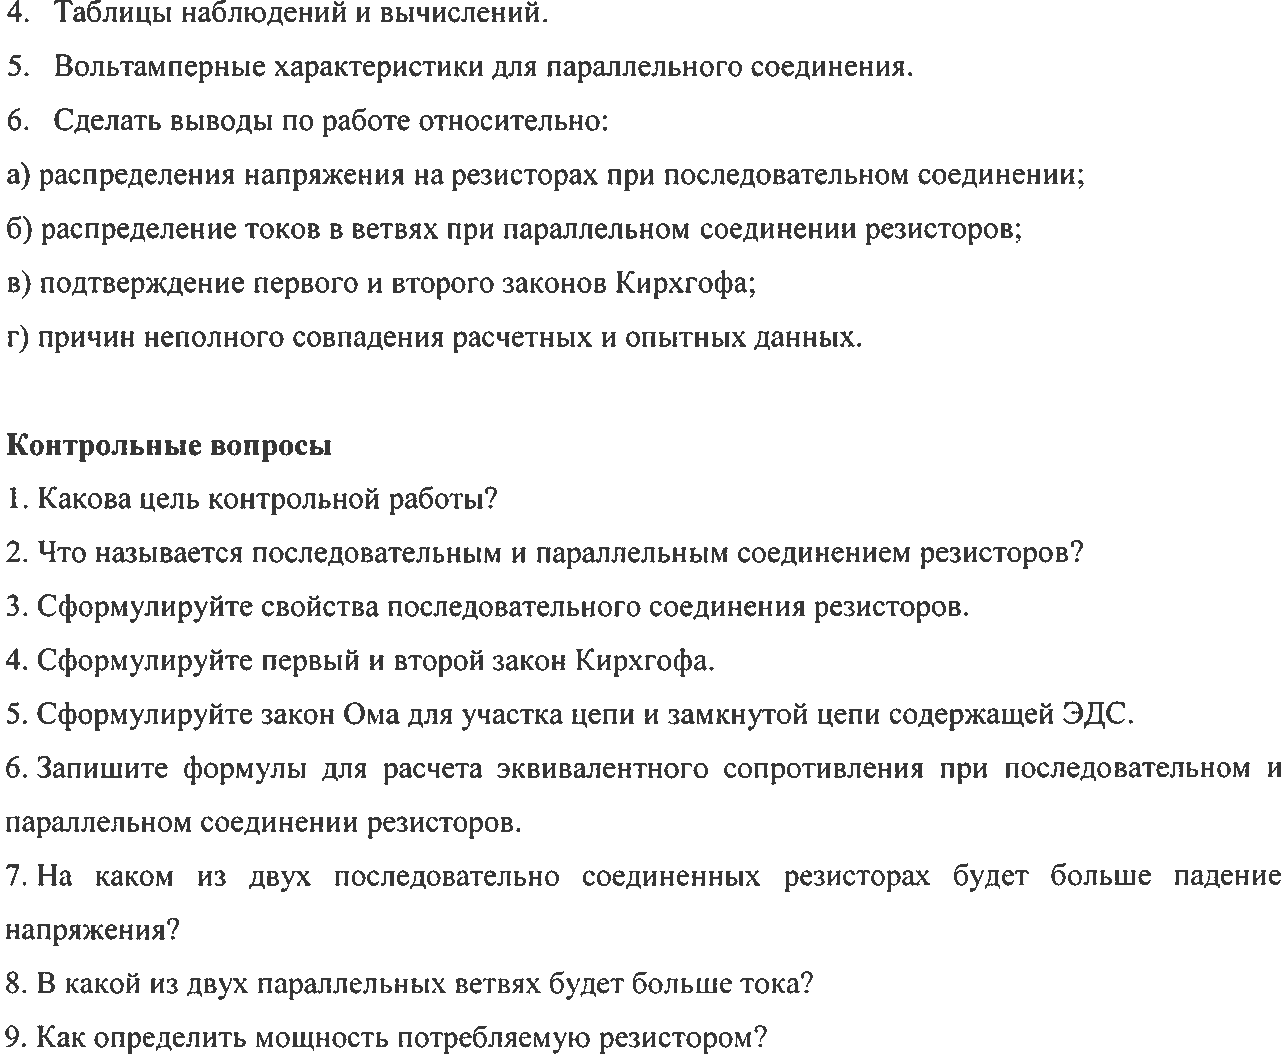 4. Таблицы наблюдений и вычислений.
5. Вольтамперные характеристики для параллельного соединения.
6. Сделать выводы по работе относительно:
а) распределения напряжения на резисторах при последовательном соединении;
б) распределение токов в ветвях при параллельном соединении резисторов;
в) подтверждение первого и второго законов Кирхгофа;
г) причин неполного совпадения расчетных и опытных данных.
Контрольные вопросы
1. Какова цель контрольной работы?
2. Что называется последовательным и параллельным соединением резисторов?
3. Сформулируйте свойства последовательного соединения резисторов.
4. Сформулируйте первый и второй закон Кирхгофа.
5. Сформулируйте закон Ома для участка цепи и замкнутой цепи содержащей ЭДС.
6. Запишите формулы для расчета эквивалентного сопротивления при последовательном и
параллельном соединении резисторов.
7. На каком из двух последовательно соединенных резисторах будет больше падение
напряжения?
8. В какой из двух параллельных ветвях будет больше тока?
9. Как определить мощность потребляемую резистором?